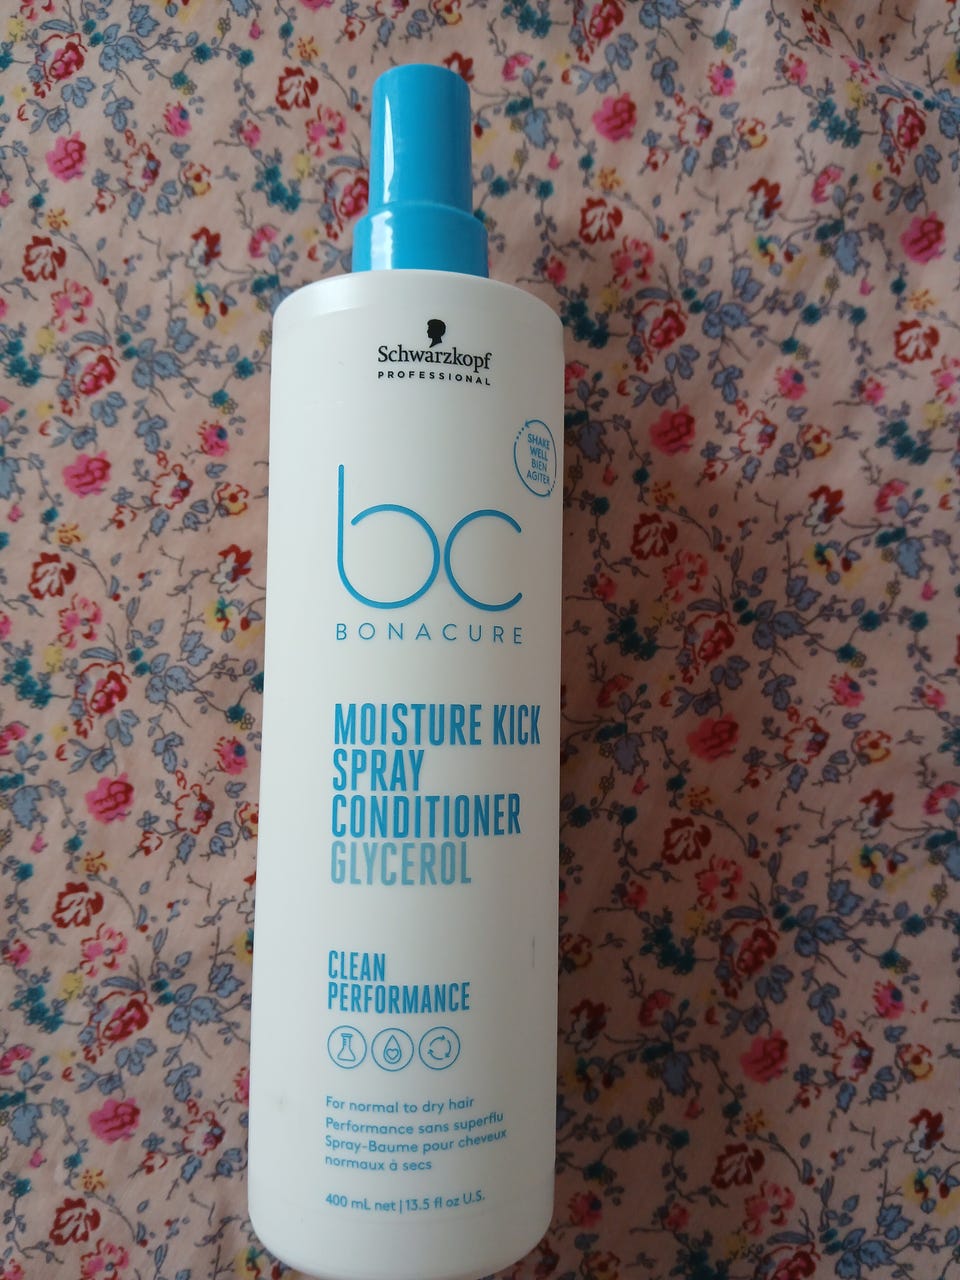 Schwarzkopf
PROFESSIONAL
SHAKE
WELL
BIEN
AGITER
bc
BONACURE
MOISTURE KICK
SPRAY
CONDITIONER
GLYCEROL
CLEAN
PERFORMANCE
For normal to dry hair
Performance sans superflu
Spray-Baume pour cheveux
normaux à secs
400 mL net | 13.5 fl oz U.S.